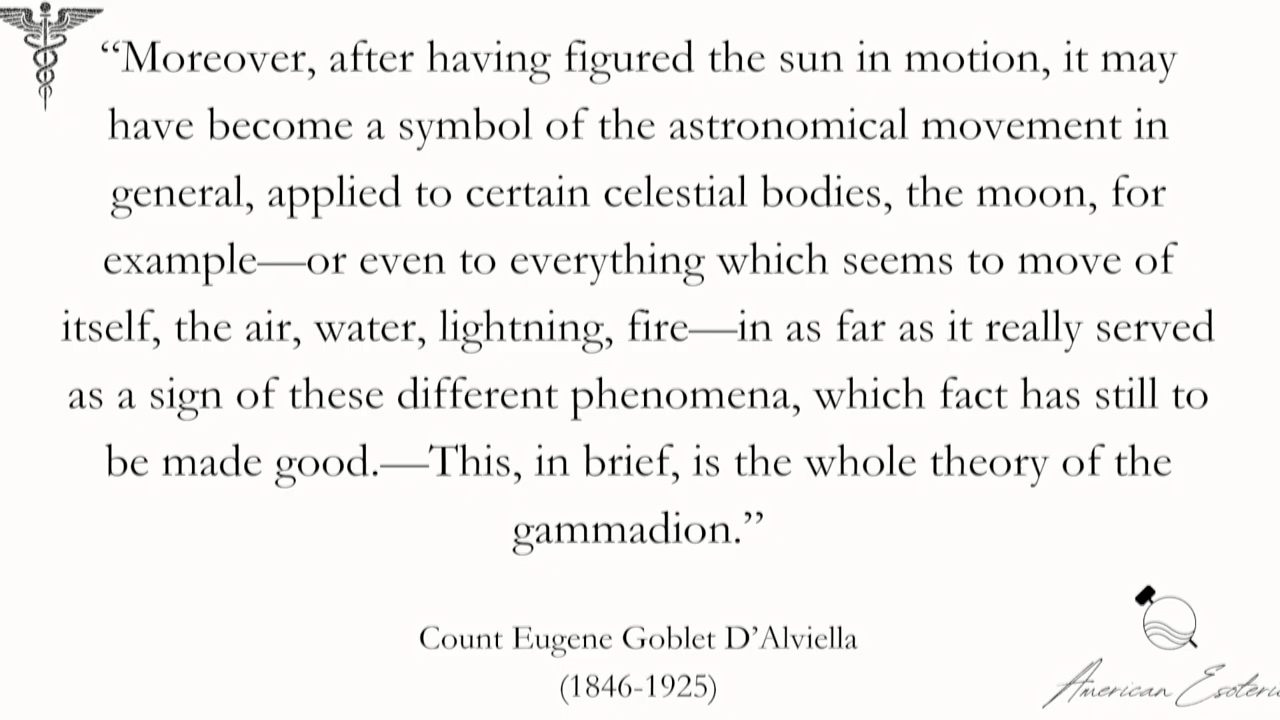 “Moreover, after having figured the sun in motion, it may
have become a symbol of the astronomical movement in
general, applied to certain celestial bodies, the moon, for
example—or even to everything which seems to move of
itself, the air, water, lightning, fire—in as far as it really served
as a sign of these different phenomena, which fact has still to
be made good.—This, in brief, is the whole theory of the
gammadion.”
Count Eugene Goblet D’Alviella
(1846-1925)
American Esoteri